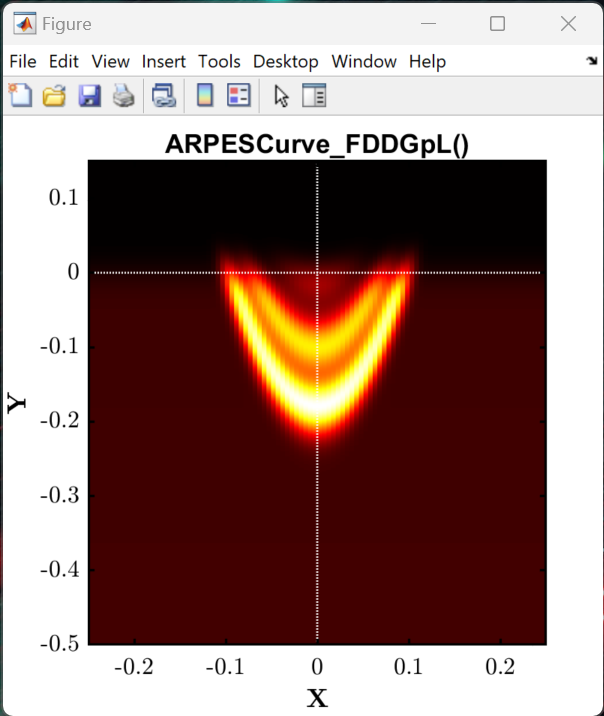 Figure
File Edit View Insert Tools Desktop Window Help
ARPESCurve_FDDGpL()
0.1
0
-0.1
-0.2
-0.3
-0.4
-0.5
Y
-0.2 -0.1 0 0.1 0.2
X